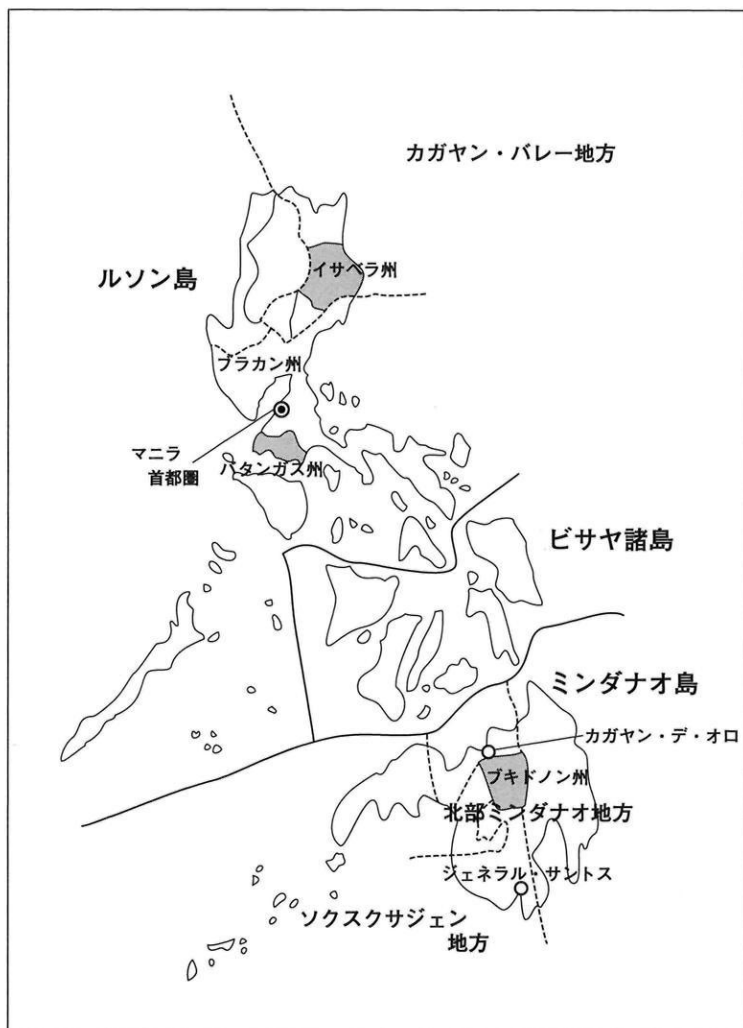 カガヤン・バレー地方
イサベラ州
ルソン島
ブラカン州
マニラ
首都圏
バタンガス州
ビサヤ諸島
ミンダナオ島
カガヤン・デ・オロ
ブキドノン州
北部ミンダナオ地方
ジェネラル・サントス
ソクスクサジェン
地方